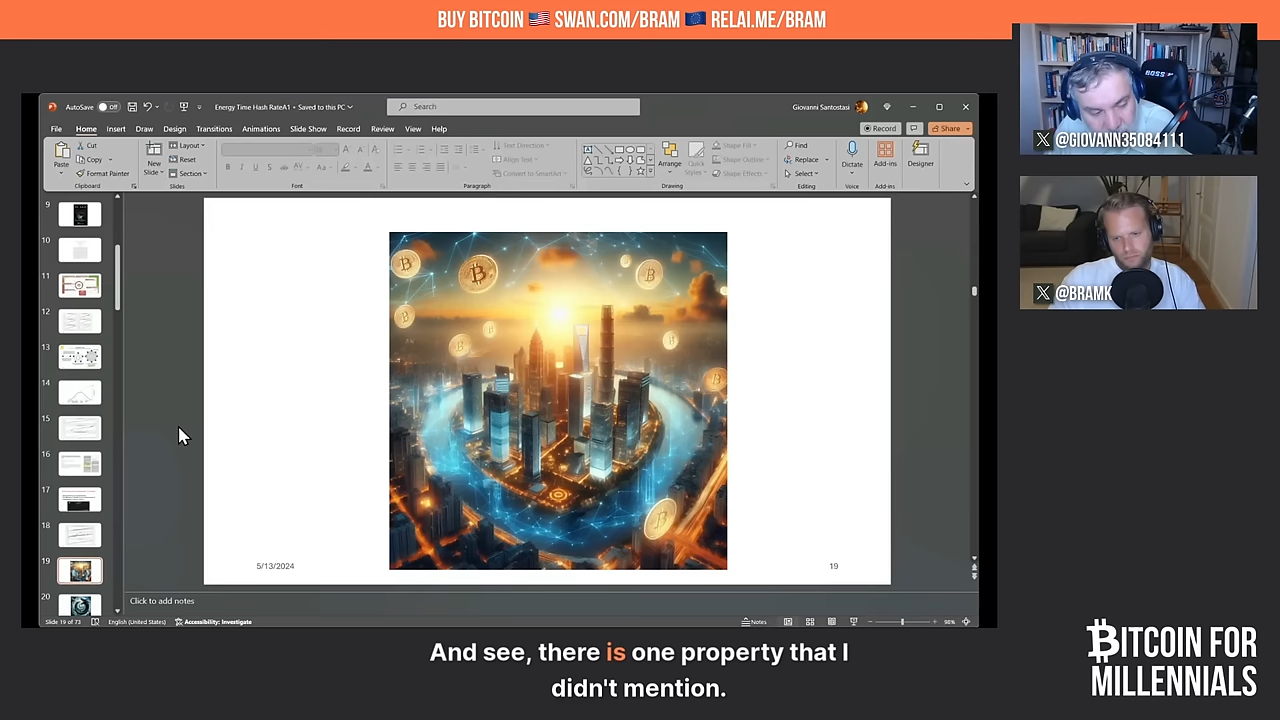 BUY BITCOIN 🇺🇸 SWAN.COM/BRAM 🇪🇺 RELAI.ME/BRAM
AutoSave Off
Energy Time Hash RateA1 • Saved to this PC
Search
Giovanni Santostasi
File Home Insert Draw Design Transitions Animations Slide Show Record Review View Help
Record
Share
Paste
Cut
Copy
Format Painter
Clipboard
New Slide
Layout
Reset
Section
Slides
B I U S ab AV Aa A
Font
Text Direction
Align Text
Convert to SmartArt
Paragraph
Arrange
Quick Styles
Shape Fill
Shape Outline
Shape Effects
Drawing
Find
Replace
Select
Editing
Dictate
Voice
Add-ins
Add-ins
Designer
9
10
11
12
13
14
15
16
17
18
19
20
5/13/2024
19
Click to add notes
Slide 19 of 73
English (United States)
Accessibility: Investigate
Notes
98%
BOSS
X @GIOVANN35084111
X @BRAMK
And see, there is one property that I
didn't mention.
BITCOIN FOR
MILLENNIALS